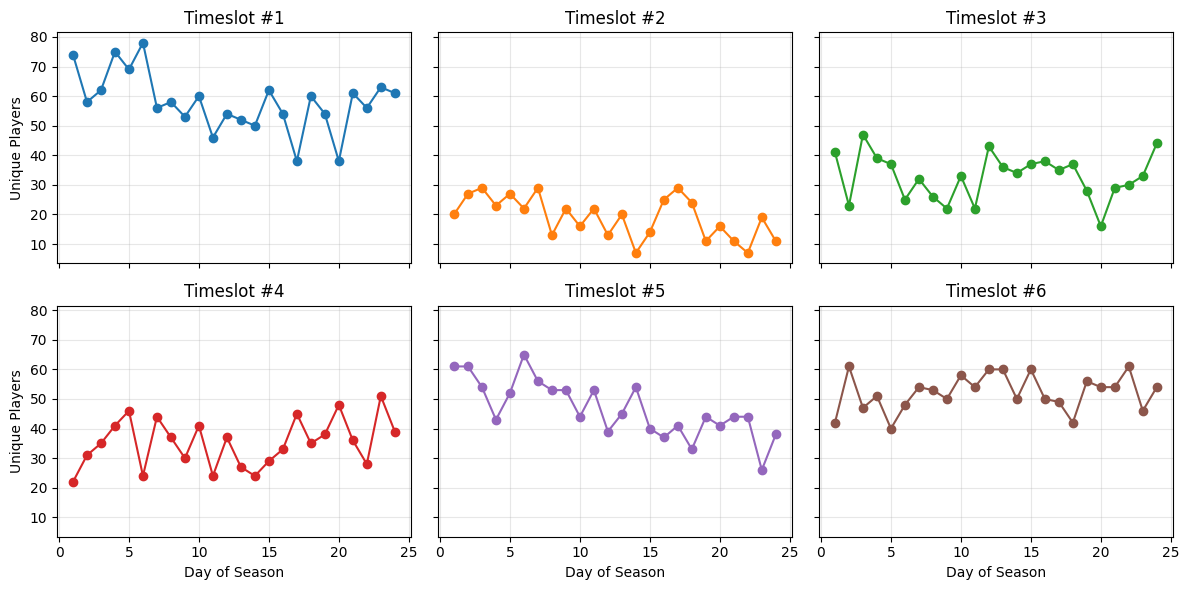 Timeslot #1
Timeslot #2
Timeslot #3
80
70
60
50
40
30
20
10
Unique Players
Timeslot #4
Timeslot #5
Timeslot #6
80
70
60
50
40
30
20
10
Unique Players
0 5 10 15 20 25
0 5 10 15 20 25
0 5 10 15 20 25
Day of Season
Day of Season
Day of Season